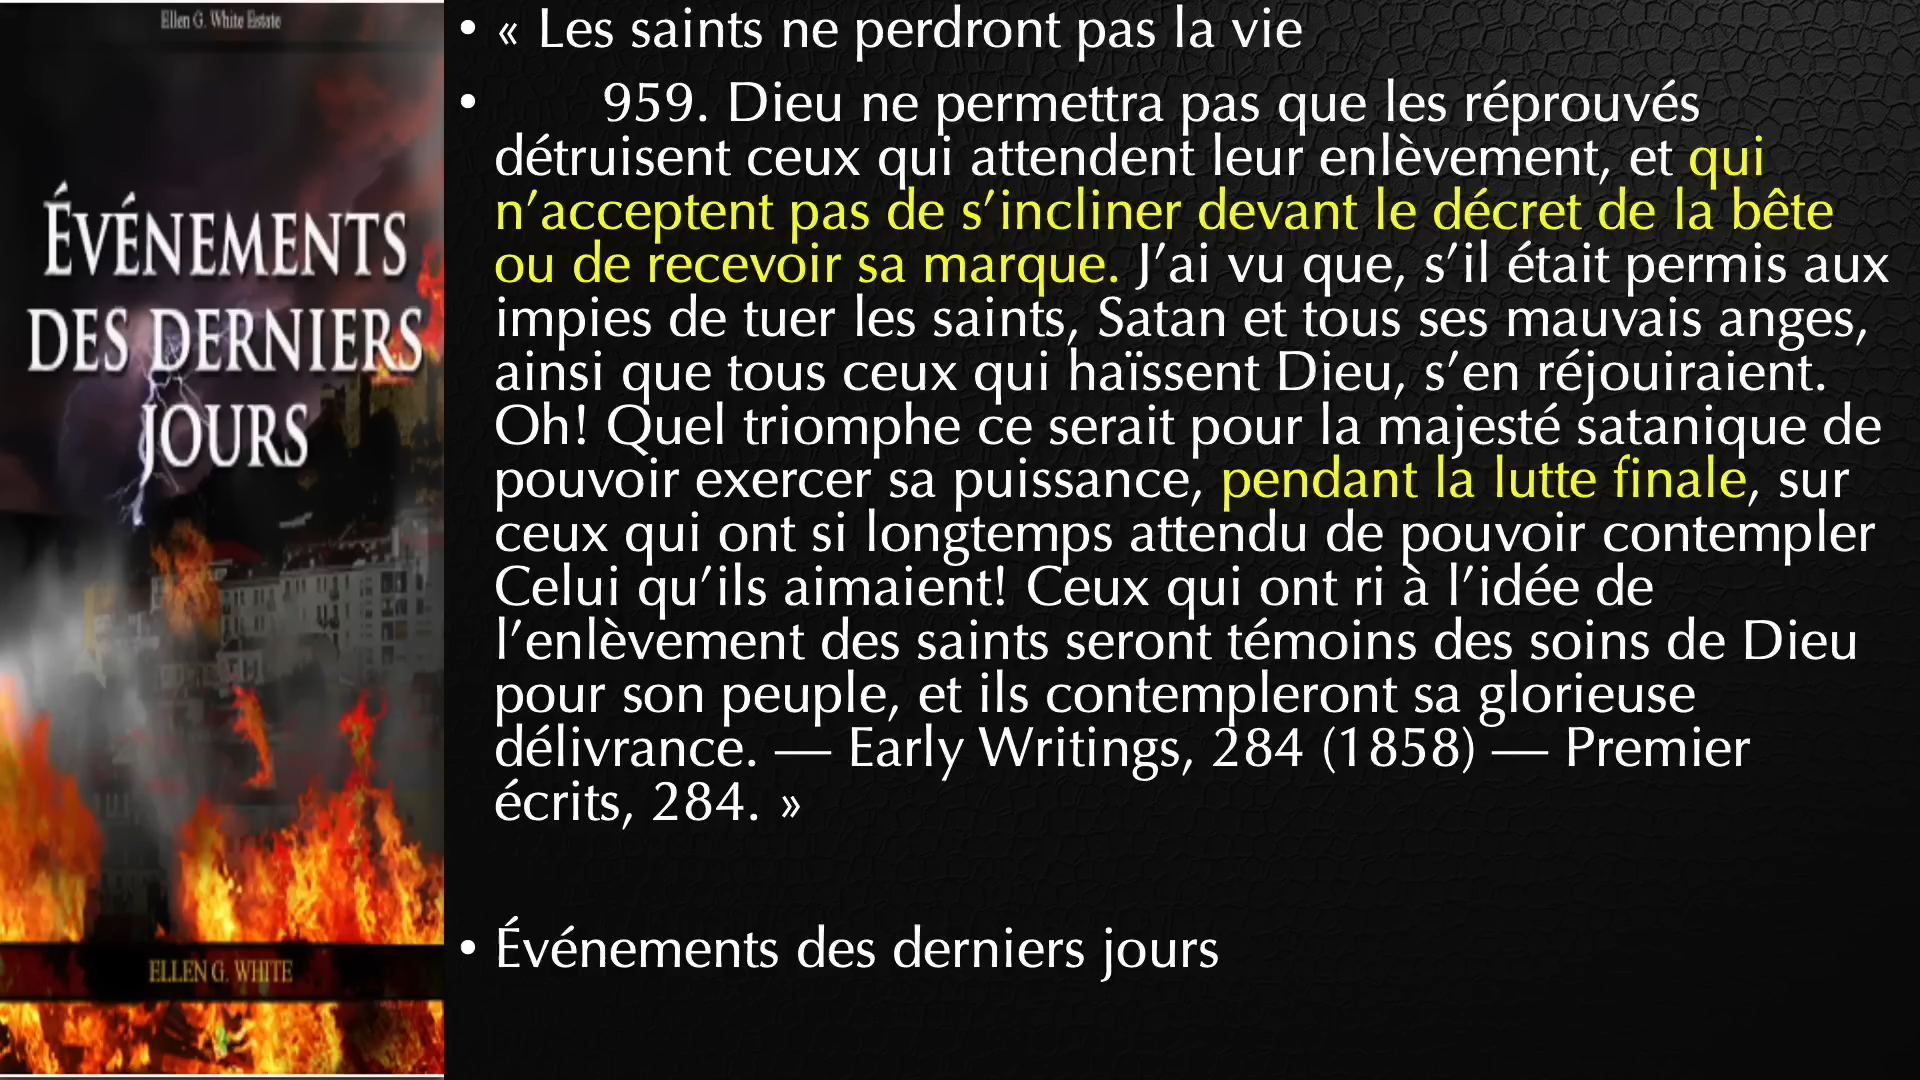 Ellen G. White Estate
ÉVÉNEMENTS
DES DERNIERS
JOURS
ELLEN G. WHITE
• « Les saints ne perdront pas la vie
• 959. Dieu ne permettra pas que les réprouvés
détruisent ceux qui attendent leur enlèvement, et qui
n’acceptent pas de s’incliner devant le décret de la bête
ou de recevoir sa marque. J’ai vu que, s’il était permis aux
impies de tuer les saints, Satan et tous ses mauvais anges,
ainsi que tous ceux qui haïssent Dieu, s’en réjouiraient.
Oh! Quel triomphe ce serait pour la majesté satanique de
pouvoir exercer sa puissance, pendant la lutte finale, sur
ceux qui ont si longtemps attendu de pouvoir contempler
Celui qu’ils aimaient! Ceux qui ont ri à l’idée de
l’enlèvement des saints seront témoins des soins de Dieu
pour son peuple, et ils contempleront sa glorieuse
délivrance. — Early Writings, 284 (1858) — Premier
écrits, 284. »
• Événements des derniers jours